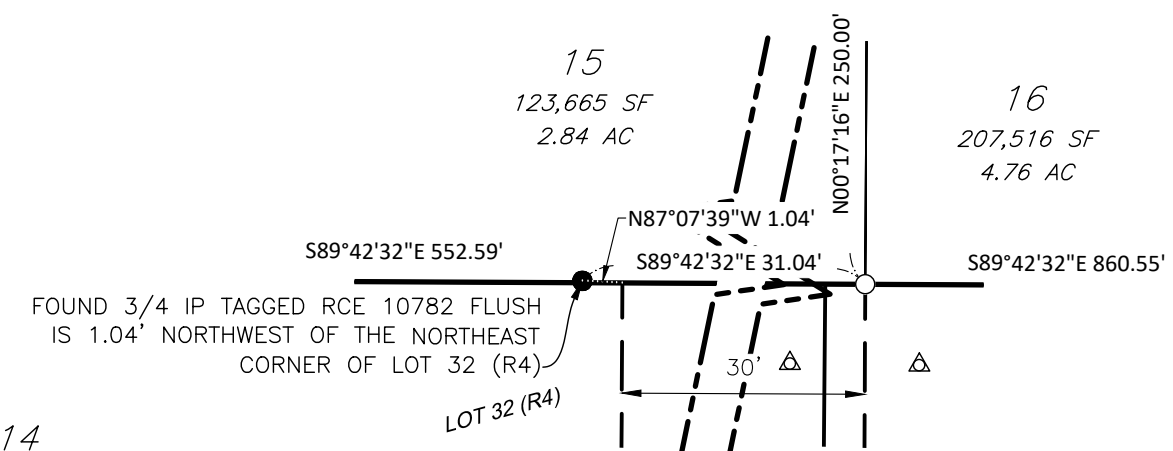 15
123,665 SF
2.84 AC
N00°17'16"E 250.00'
16
207,516 SF
4.76 AC
N87°07'39"W 1.04'
S89°42'32"E 552.59'
S89°42'32"E 31.04'
S89°42'32"E 860.55'
FOUND 3/4 IP TAGGED RCE 10782 FLUSH
IS 1.04' NORTHWEST OF THE NORTHEAST
CORNER OF LOT 32 (R4)
30'
LOT 32 (R4)
14